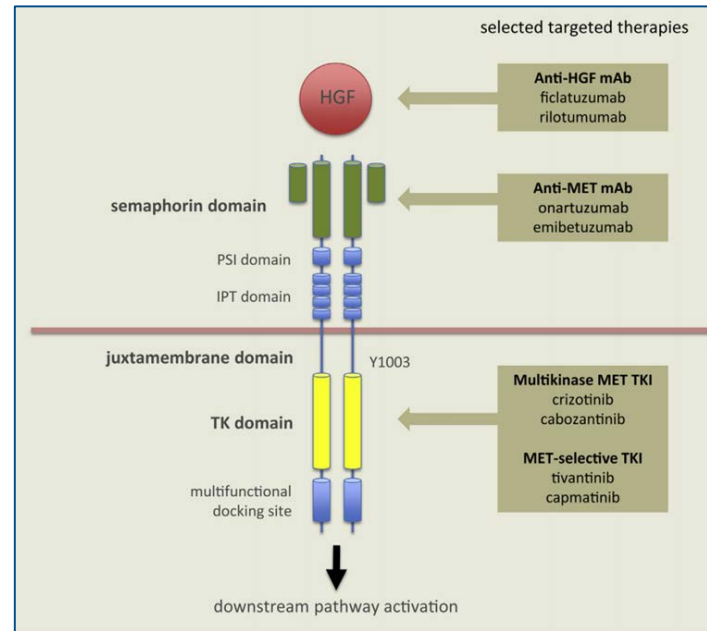 selected targeted therapies
HGF
Anti-HGF mAb
ficlatuzumab
rilotumumab
semaphorin domain
Anti-MET mAb
onartuzumab
emibetuzumab
PSI domain
IPT domain
juxtamembrane domain
Y1003
TK domain
Multikinase MET TKI
crizotinib
cabozantinib
MET-selective TKI
tivantinib
capmatinib
multifunctional
docking site
downstream pathway activation